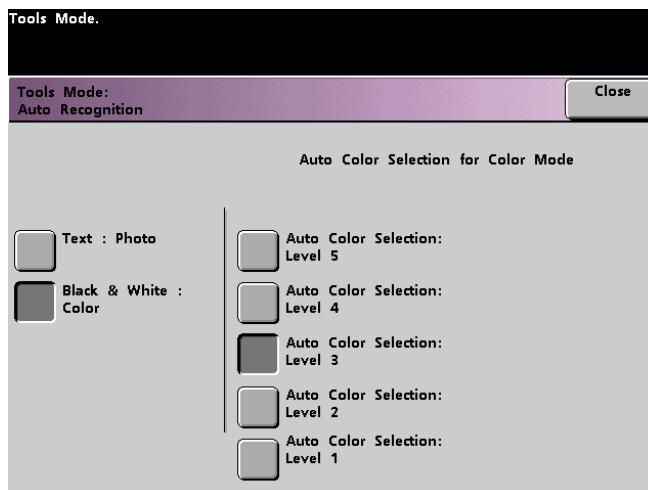 Tools Mode.
Tools Mode:
Auto Recognition
Close
Auto Color Selection for Color Mode
Text : Photo
Black & White :
Color
Auto Color Selection:
Level 5
Auto Color Selection:
Level 4
Auto Color Selection:
Level 3
Auto Color Selection:
Level 2
Auto Color Selection:
Level 1